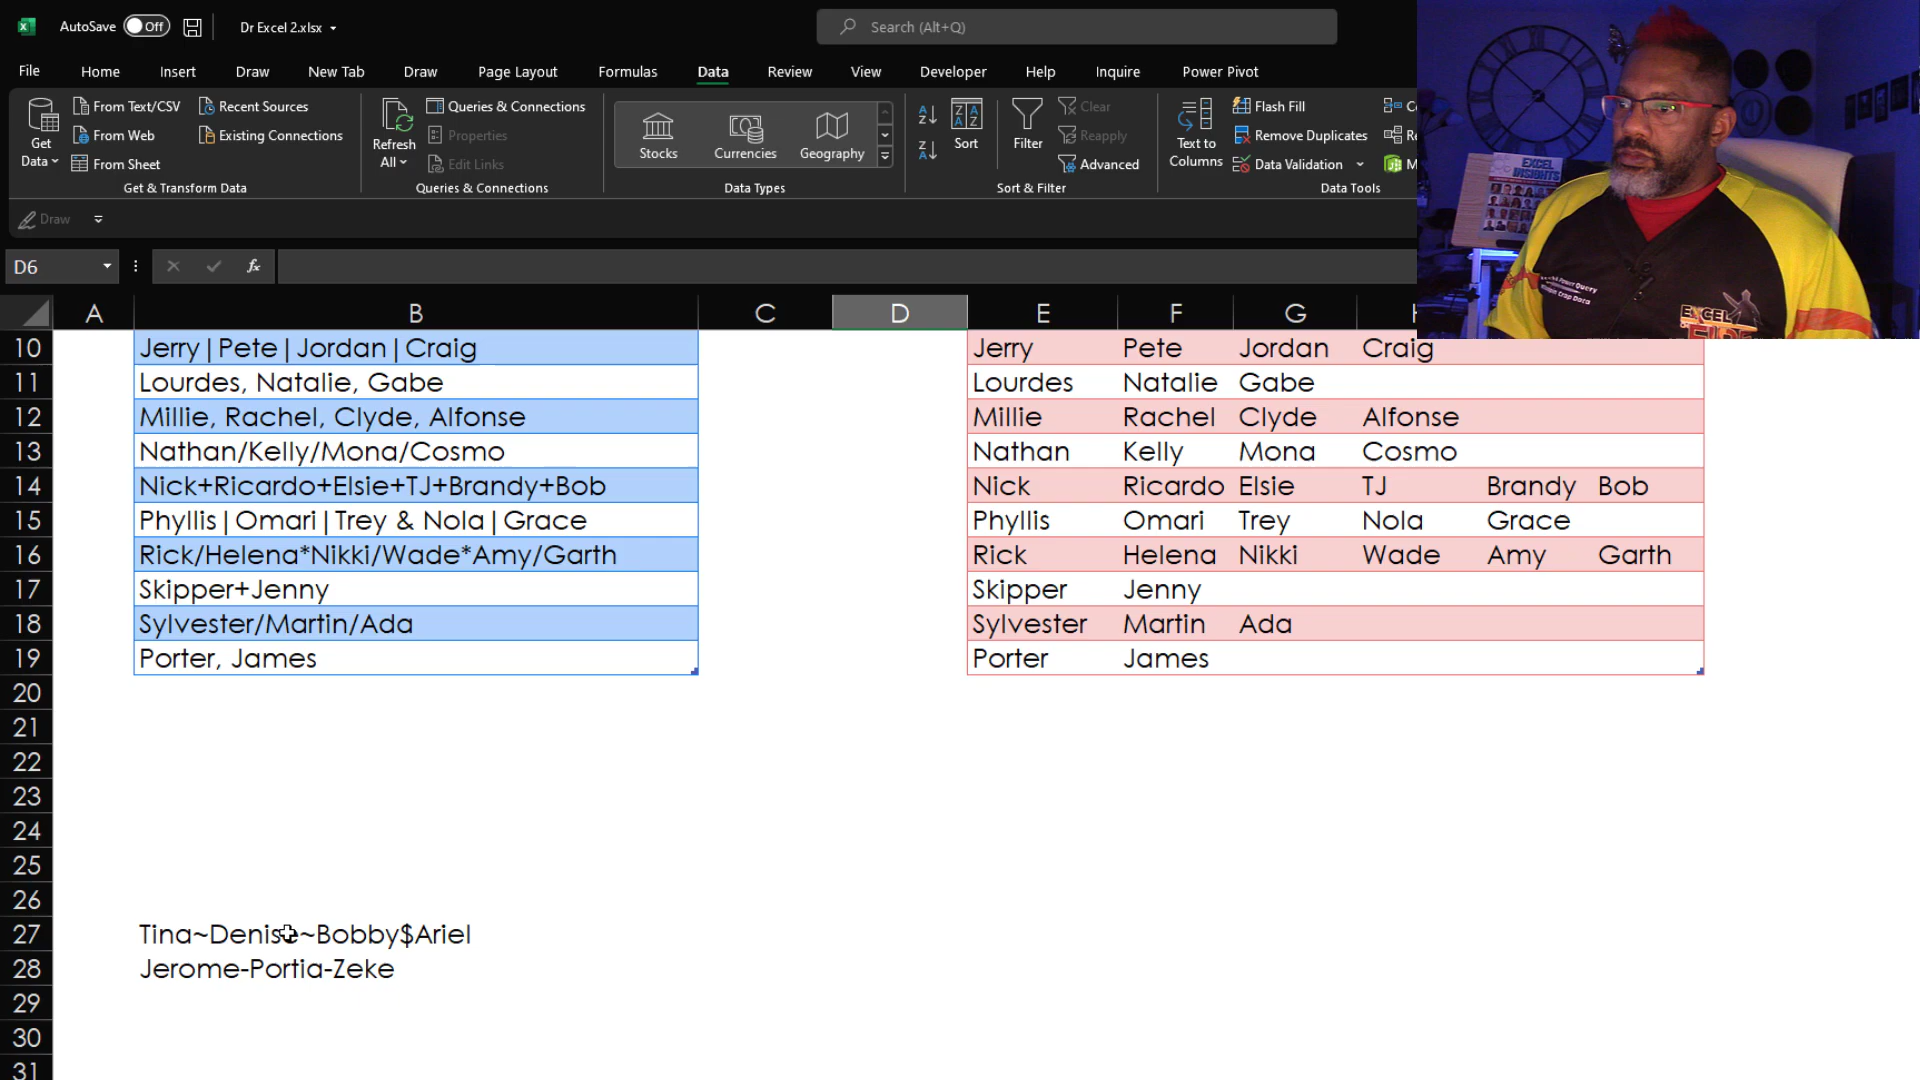 AutoSave Off Dr Excel 2.xlsx Search (Alt+Q)
File Home Insert Draw New Tab Draw Page Layout Formulas Data Review View Developer Help Inquire Power Pivot
Get Data
From Text/CSV
From Web
From Sheet
Recent Sources
Existing Connections
Get & Transform Data
Refresh All
Queries & Connections
Properties
Edit Links
Queries & Connections
Stocks Currencies Geography
Data Types
Sort
Filter
Clear
Reapply
Advanced
Sort & Filter
Text to Columns
Flash Fill
Remove Duplicates
Data Validation
Data Tools
Draw
D6 fx
A B C D E F G
10 Jerry|Pete|Jordan|Craig Jerry Pete Jordan Craig
11 Lourdes, Natalie, Gabe Lourdes Natalie Gabe
12 Millie, Rachel, Clyde, Alfonse Millie Rachel Clyde Alfonse
13 Nathan/Kelly/Mona/Cosmo Nathan Kelly Mona Cosmo
14 Nick+Ricardo+Elsie+TJ+Brandy+Bob Nick Ricardo Elsie TJ Brandy Bob
15 Phyllis|Omari|Trey & Nola|Grace Phyllis Omari Trey Nola Grace
16 Rick/Helena*Nikki/Wade*Amy/Garth Rick Helena Nikki Wade Amy Garth
17 Skipper+Jenny Skipper Jenny
18 Sylvester/Martin/Ada Sylvester Martin Ada
19 Porter, James Porter James
20
21
22
23
24
25
26
27 Tina~Denise~Bobby$Ariel
28 Jerome-Portia-Zeke
29
30
31
EXCEL
INSIGHTS
EXCEL